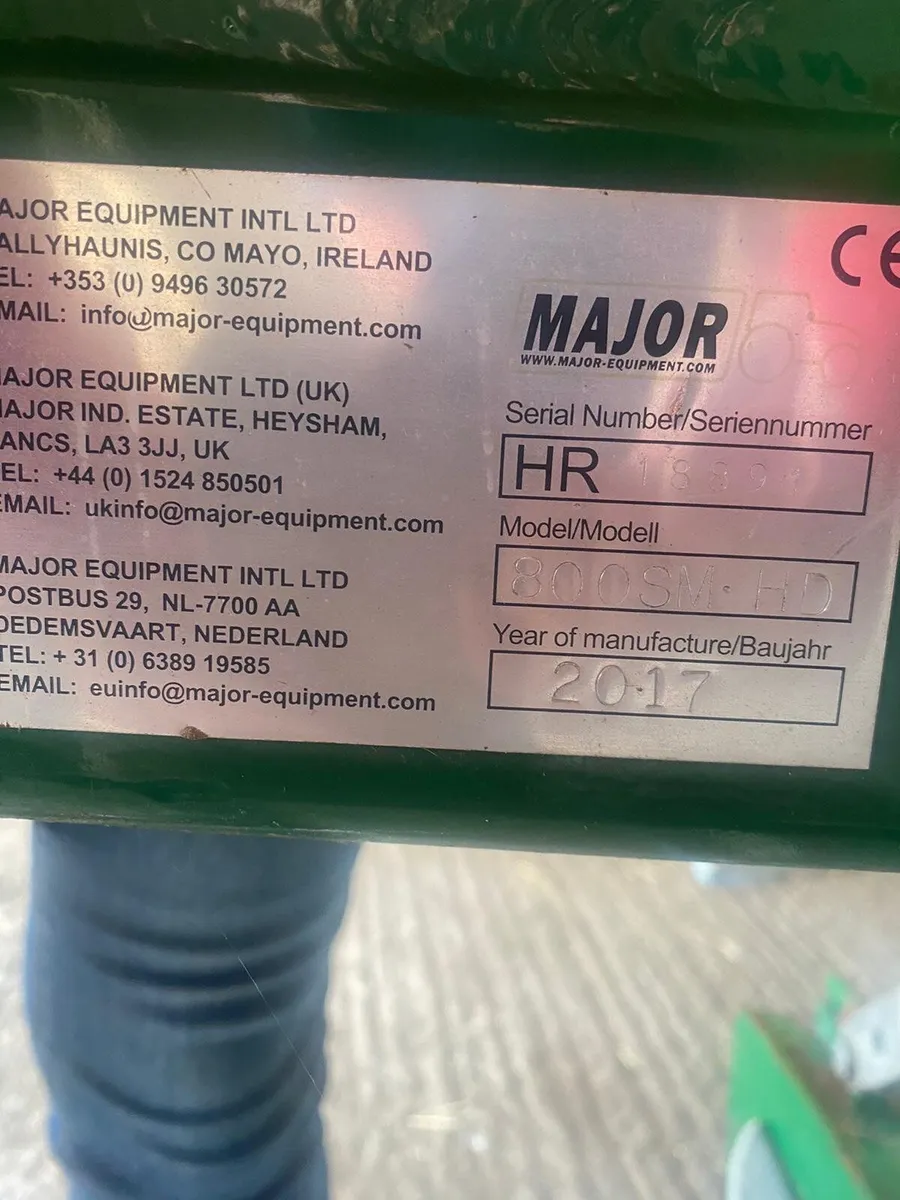 AJOR EQUIPMENT INTL LTD
ALLYHAUNIS, CO MAYO, IRELAND
EL: +353 (0) 9496 30572
MAIL: info@major-equipment.com
AJOR EQUIPMENT LTD (UK)
AJOR IND. ESTATE, HEYSHAM,
ANCS, LA3 3JJ, UK
EL: +44 (0) 1524 850501
EMAIL: ukinfo@major-equipment.com
MAJOR EQUIPMENT INTL LTD
POSTBUS 29, NL-7700 AA
DEDEMSVAART, NEDERLAND
TEL: + 31 (0) 6389 19585
EMAIL: euinfo@major-equipment.com
CE
MAJOR
WWW.MAJOR-EQUIPMENT.COM
Serial Number/Seriennummer
HR
Model/Modell
800SM·HD
Year of manufacture/Baujahr
2017